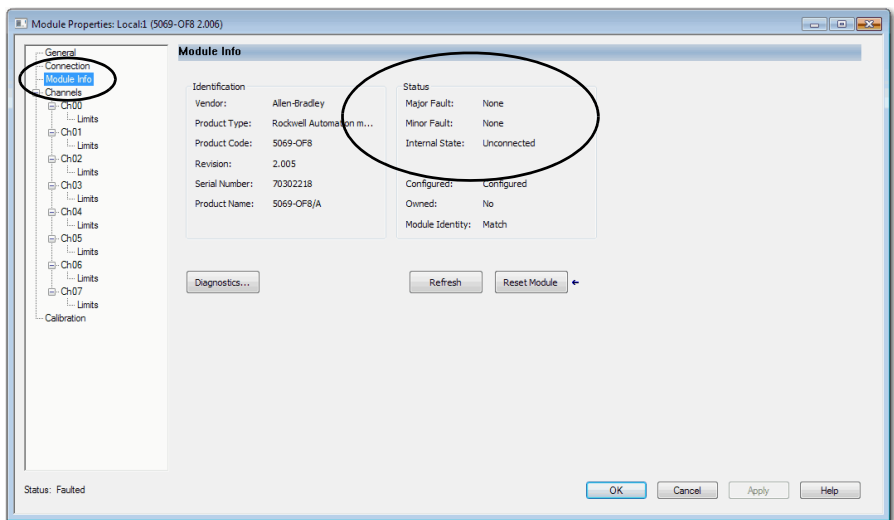 Module Properties: Local:1 (5069-OF8 2.006)
General
Connection
Module Info
Channels
Ch00
Limits
Ch01
Limits
Ch02
Limits
Ch03
Limits
Ch04
Limits
Ch05
Limits
Ch06
Limits
Ch07
Limits
Calibration
Module Info
Identification
Vendor: Allen-Bradley
Product Type: Rockwell Automation m...
Product Code: 5069-OF8
Revision: 2.005
Serial Number: 70302218
Product Name: 5069-OF8/A
Status
Major Fault: None
Minor Fault: None
Internal State: Unconnected
Configured: Configured
Owned: No
Module Identity: Match
Diagnostics...
Refresh
Reset Module
Status: Faulted
OK
Cancel
Apply
Help